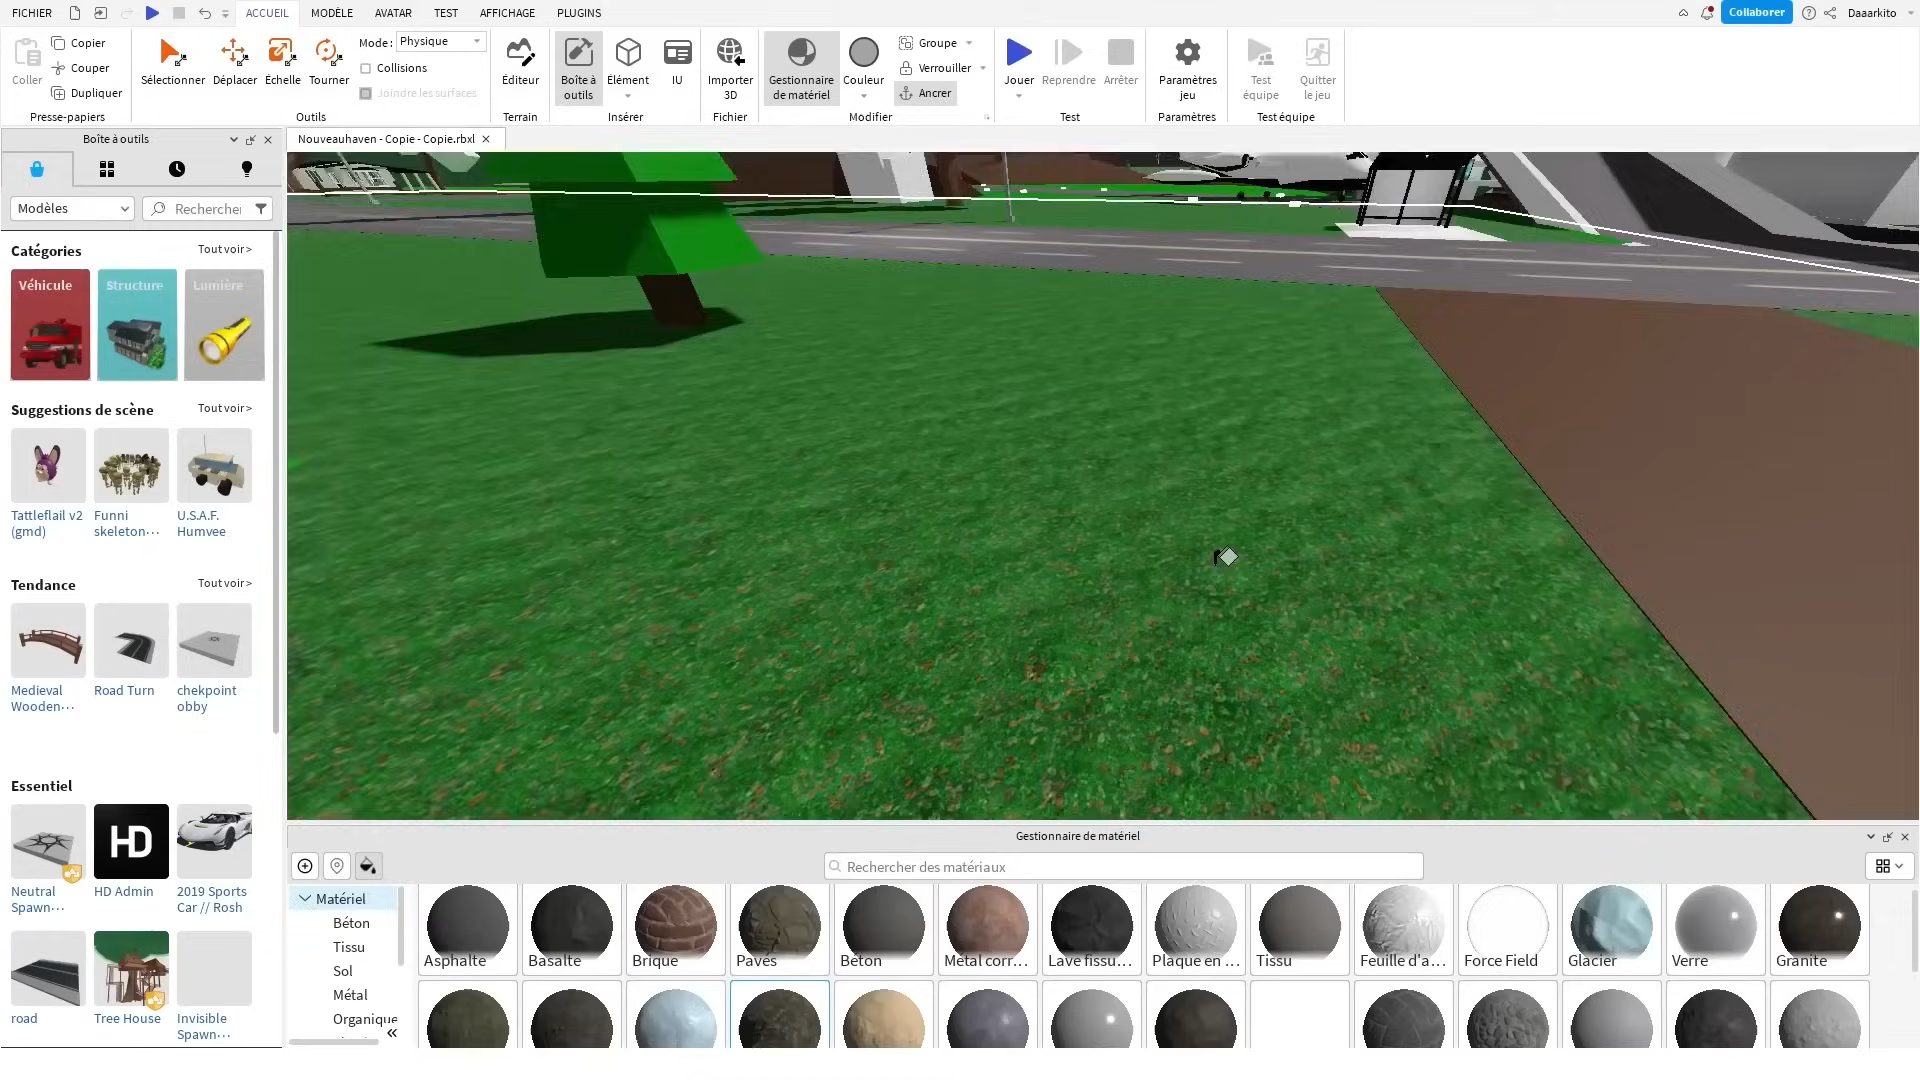 FICHIER
ACCUEIL
MODÈLE
AVATAR
TEST
AFFICHAGE
PLUGINS
Collaborer
Daaarkito
Coller
Copier
Couper
Dupliquer
Presse-papiers
Sélectionner
Déplacer
Échelle
Tourner
Mode :
Physique
Collisions
Joindre les surfaces
Outils
Éditeur
Terrain
Boîte à
outils
Élément
IU
Insérer
Importer
3D
Fichier
Gestionnaire
de matériel
Couleur
Groupe
Verrouiller
Ancrer
Modifier
Jouer
Reprendre
Arrêter
Test
Paramètres
jeu
Paramètres
Test
équipe
Quitter
le jeu
Test équipe
Boîte à outils
Nouveauhaven - Copie - Copie.rbxl
Modèles
Rechercher
Catégories
Tout voir >
Véhicule
Structure
Lumière
Suggestions de scène
Tout voir >
Tattleflail v2
(gmd)
Funni
skeleton···
U.S.A.F.
Humvee
Tendance
Tout voir >
Medieval
Wooden···
Road Turn
chekpoint
obby
Essentiel
HD
Neutral
Spawn···
HD Admin
2019 Sports
Car // Rosh
road
Tree House
Invisible
Spawn···
Gestionnaire de matériel
Rechercher des matériaux
Matériel
Béton
Tissu
Sol
Métal
Organique
Asphalte
Basalte
Brique
Pavés
Béton
Métal corr...
Lave fissu...
Plaque en ...
Tissu
Feuille d'a...
Force Field
Glacier
Verre
Granite